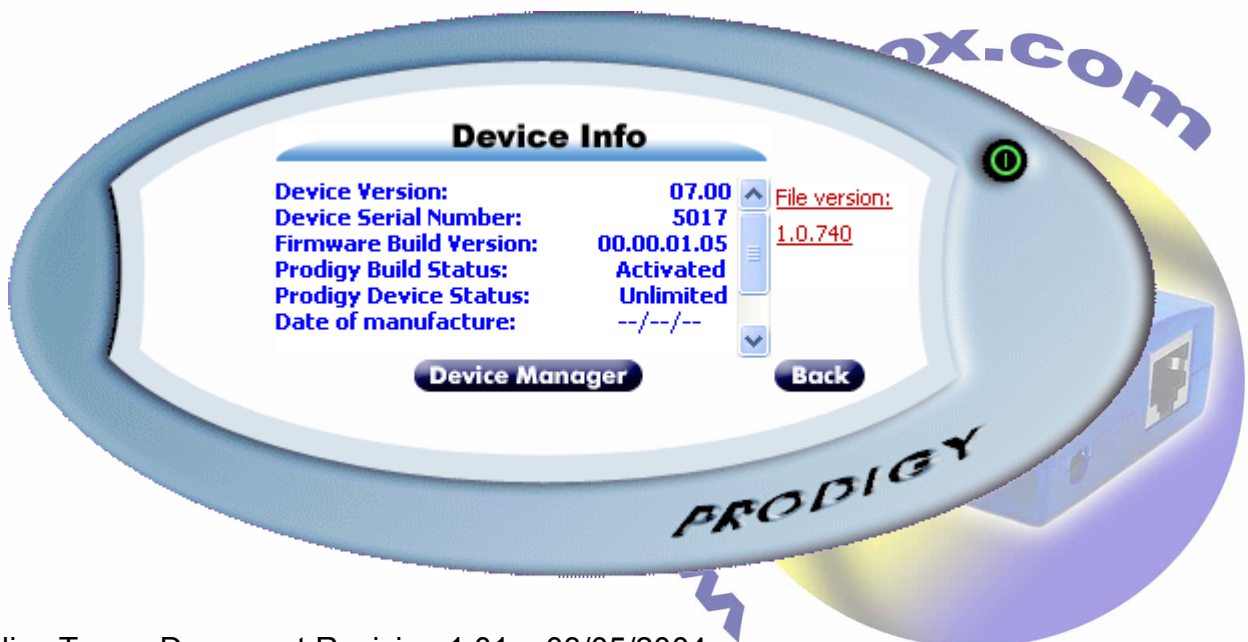 ox.com
Device Info
Device Version: 07.00
Device Serial Number: 5017
Firmware Build Version: 00.00.01.05
Prodigy Build Status: Activated
Prodigy Device Status: Unlimited
Date of manufacture: --/--/--
File version:
1.0.740
Device Manager
Back
PRODIGY